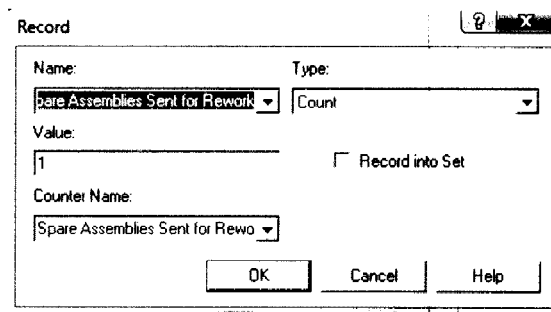 Record
Name:
Type:
pare Assemblies Sent for Rework
Count
Value:
1
Record into Set
Counter Name:
Spare Assemblies Sent for Rewo
OK
Cancel
Help